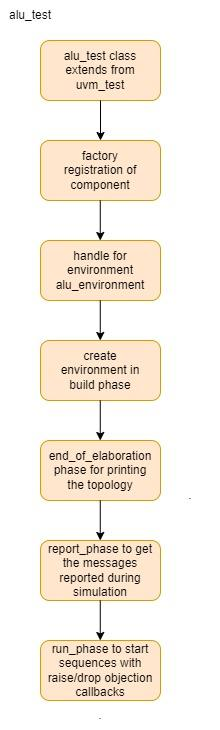 alu_test
alu_test class
extends from
uvm_test
factory
registration of
component
handle for
environment
alu_environment
create
environment in
build phase
end_of_elaboration
phase for printing
the topology
report_phase to get
the messages
reported during
simulation
run_phase to start
sequences with
raise/drop objection
callbacks